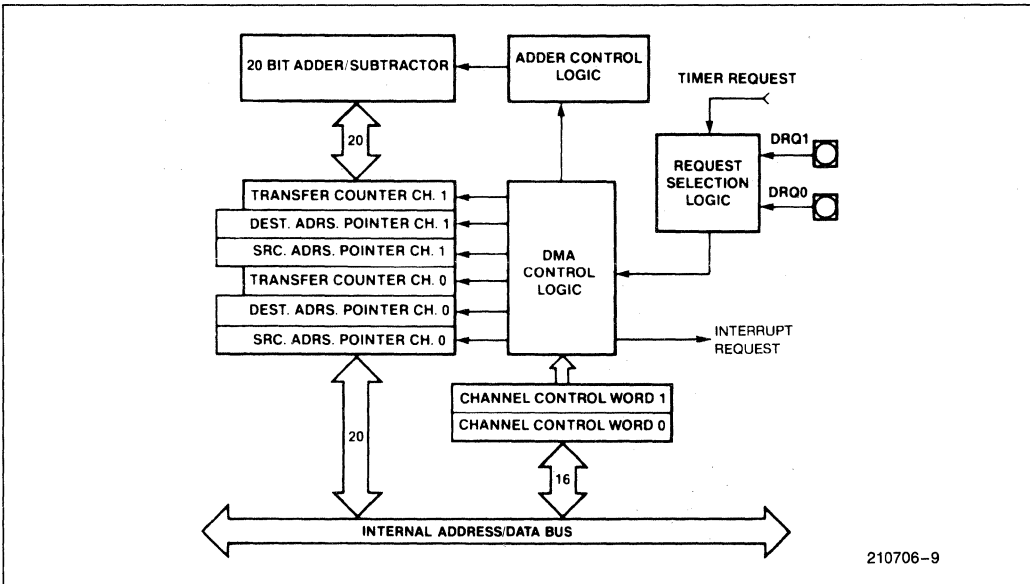 20 BIT ADDER/SUBTRACTOR
ADDER CONTROL
LOGIC
TIMER REQUEST
20
DRQ1
REQUEST
SELECTION
LOGIC
DRQ0
TRANSFER COUNTER CH. 1
DEST. ADRS. POINTER CH. 1
SRC. ADRS. POINTER CH. 1
TRANSFER COUNTER CH. 0
DEST. ADRS. POINTER CH. 0
SRC. ADRS. POINTER CH. 0
DMA
CONTROL
LOGIC
INTERRUPT
REQUEST
CHANNEL CONTROL WORD 1
CHANNEL CONTROL WORD 0
20
16
INTERNAL ADDRESS/DATA BUS
210706-9